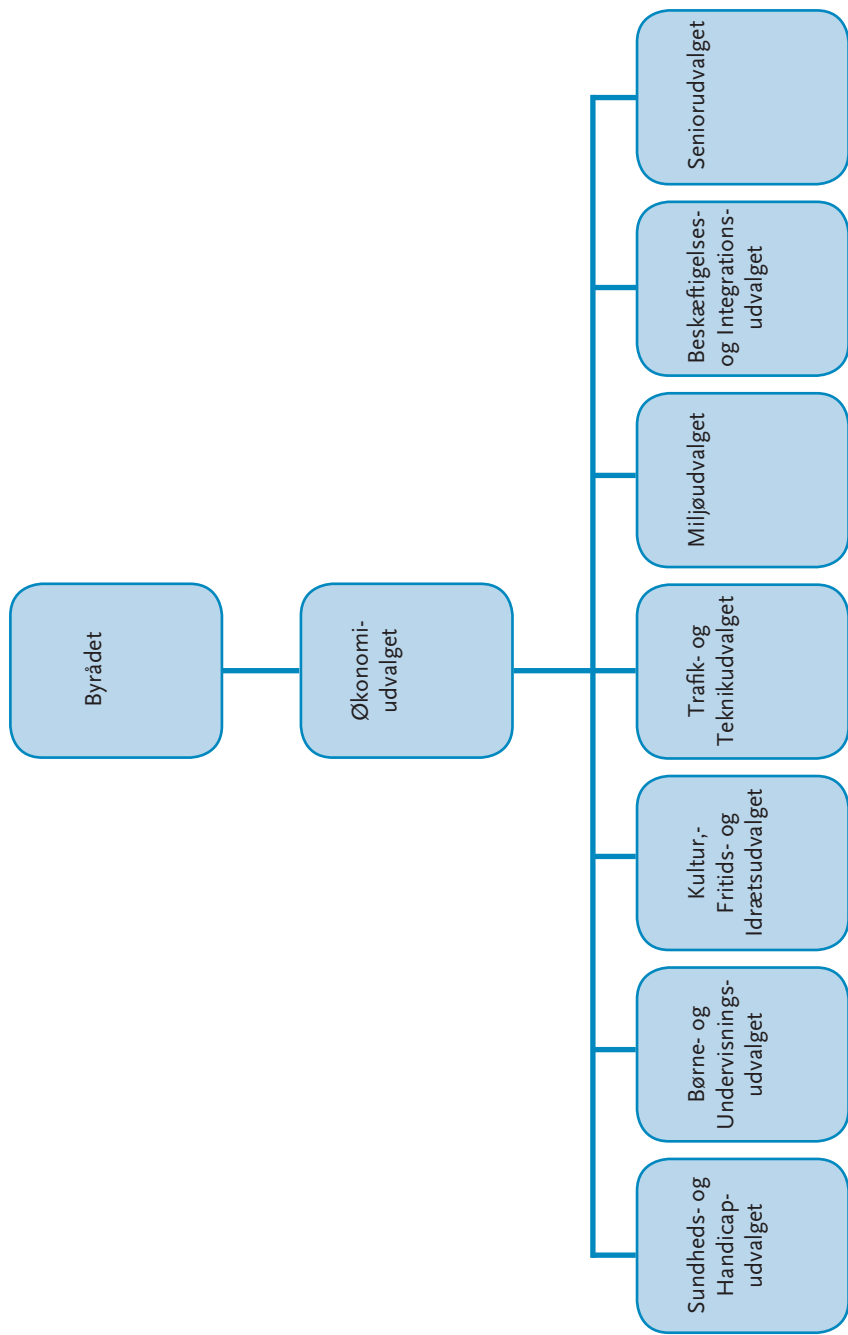 Byrådet
Økonomi-
udvalget
Sundheds- og
Handicap-
udvalget
Børne- og
Undervisnings-
udvalget
Kultur,-
Fritids- og
Idrætsudvalget
Trafik- og
Teknikudvalget
Miljøudvalget
Beskæftigelses-
og Integrations-
udvalget
Seniorudvalget